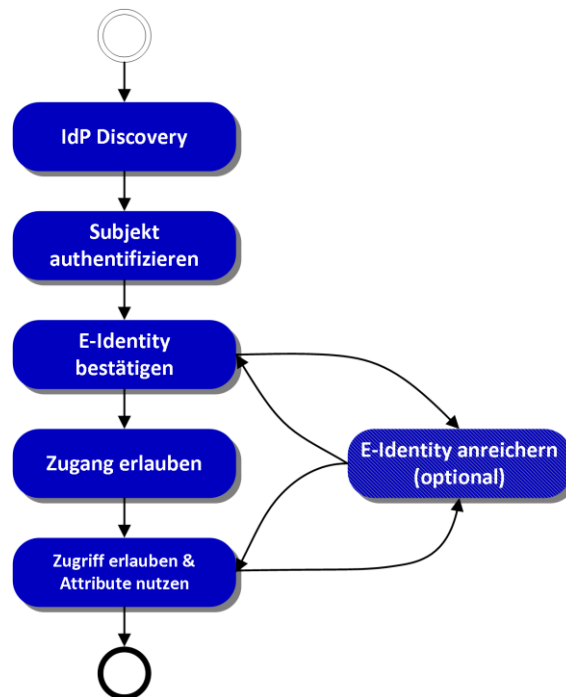 IdP Discovery
Subjekt
authentifizieren
E-Identity
bestätigen
E-Identity anreichern
(optional)
Zugang erlauben
Zugriff erlauben &
Attribute nutzen